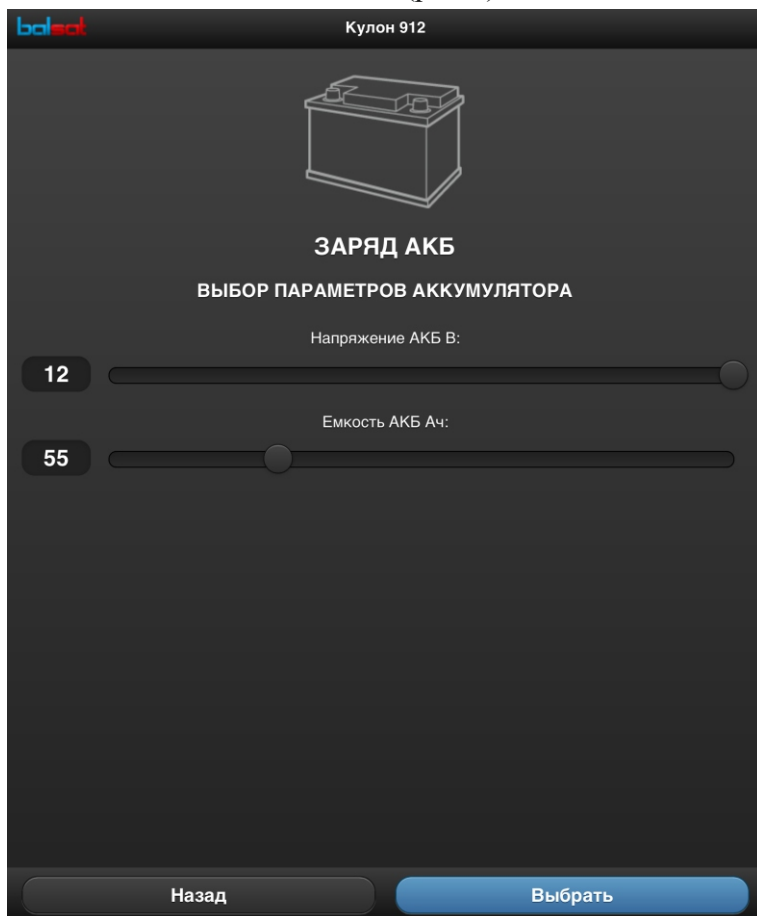 balsat
Кулон 912
ЗАРЯД АКБ
ВЫБОР ПАРАМЕТРОВ АККУМУЛЯТОРА
Напряжение АКБ В:
12
Емкость АКБ Ач:
55
Назад
Выбрать